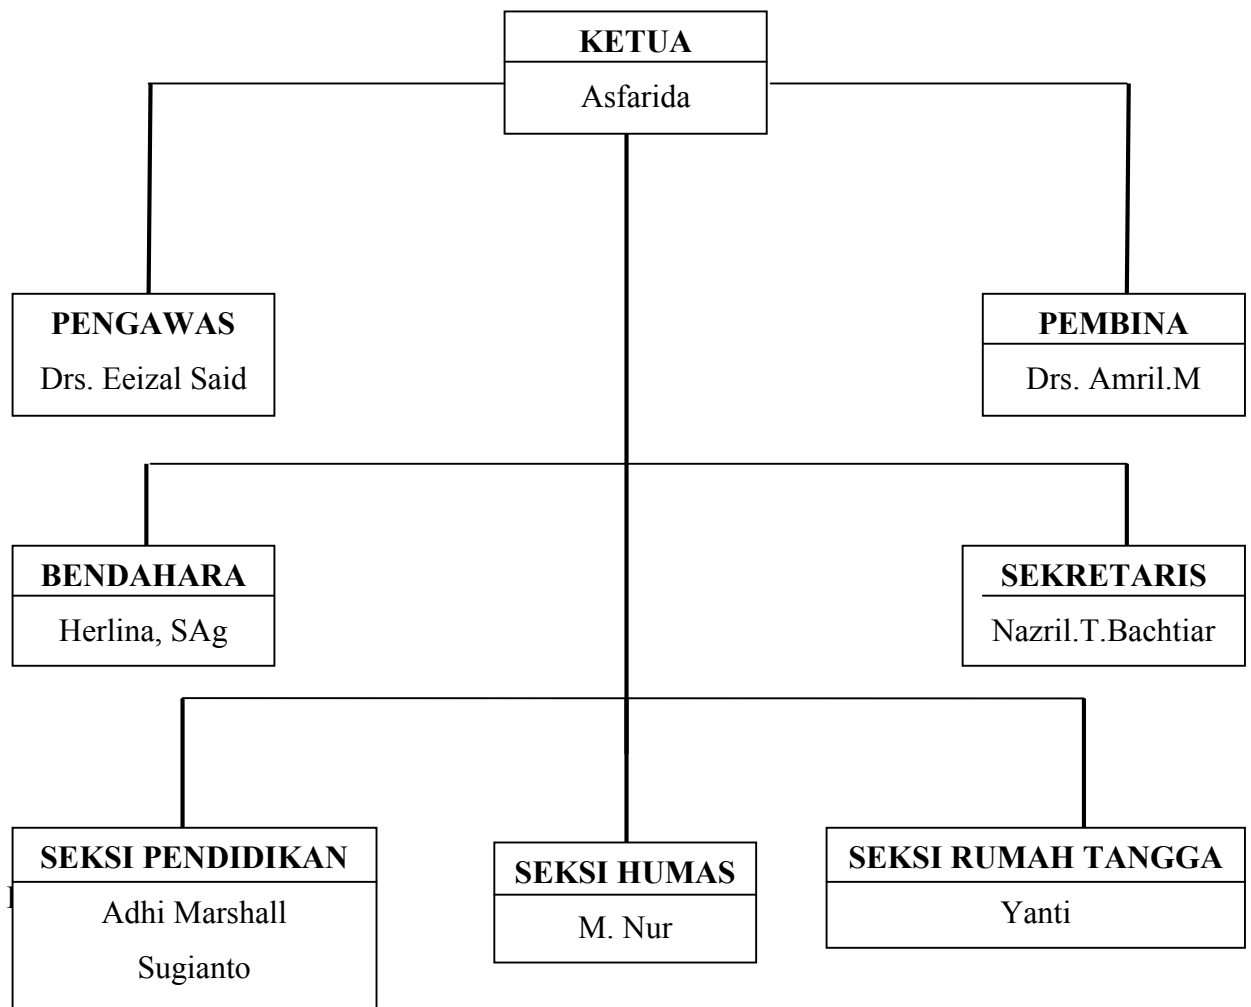 KETUA
Asfarida
PENGAWAS
Drs. Eeizal Said
PEMBINA
Drs. Amril.M
BENDAHARA
Herlina, SAg
SEKRETARIS
Nazril.T.Bachtiar
SEKSI PENDIDIKAN
Adhi Marshall
Sugianto
SEKSI HUMAS
M. Nur
SEKSI RUMAH TANGGA
Yanti